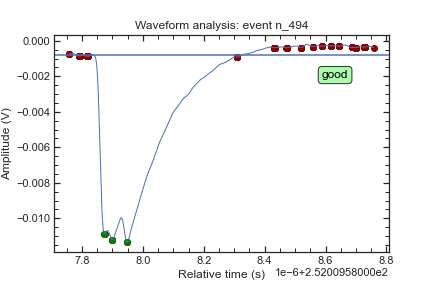 Waveform analysis: event n_494
Amplitude (V)
0.000
−0.002
−0.004
−0.006
−0.008
−0.010
good
7.8
8.0
8.2
8.4
8.6
8.8
1e−6+2.5200958000e2
Relative time (s)